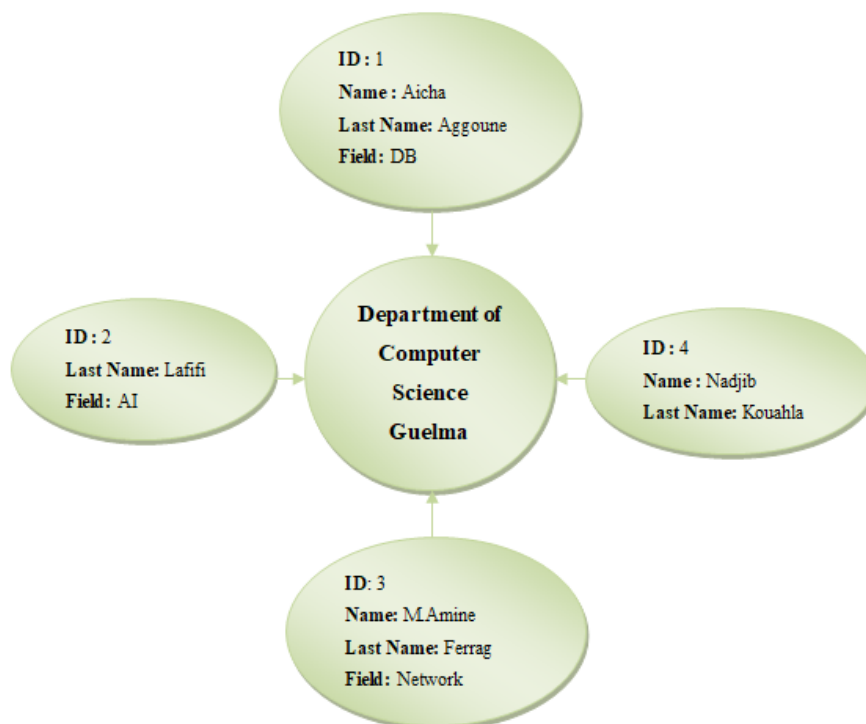 ID : 1
Name : Aicha
Last Name: Aggoune
Field: DB
Department of
Computer
Science
Guelma
ID : 2
Last Name: Lafifi
Field: AI
ID : 4
Name : Nadjib
Last Name: Kouahla
ID: 3
Name: M.Amine
Last Name: Ferrag
Field: Network